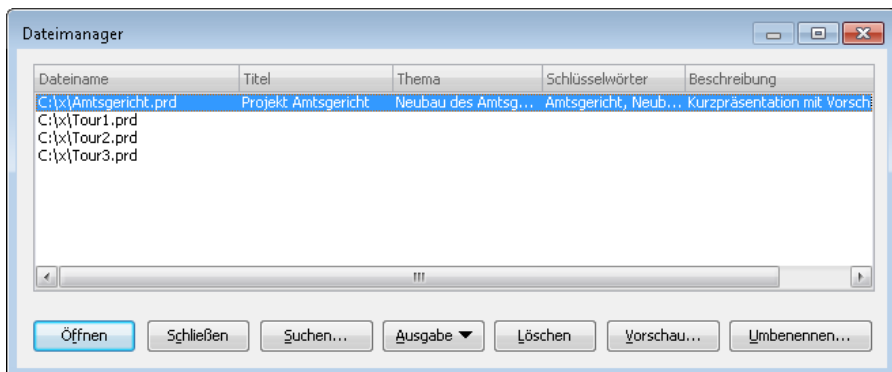 Dateimanager
Dateiname Titel Thema Schlüsselwörter Beschreibung
C:\x\Amtsgericht.prd Projekt Amtsgericht Neubau des Amtsg... Amtsgericht, Neub... Kurzpräsentation mit Vorsch
C:\x\Tour1.prd
C:\x\Tour2.prd
C:\x\Tour3.prd
Öffnen Schließen Suchen... Ausgabe Löschen Vorschau... Umbenennen...